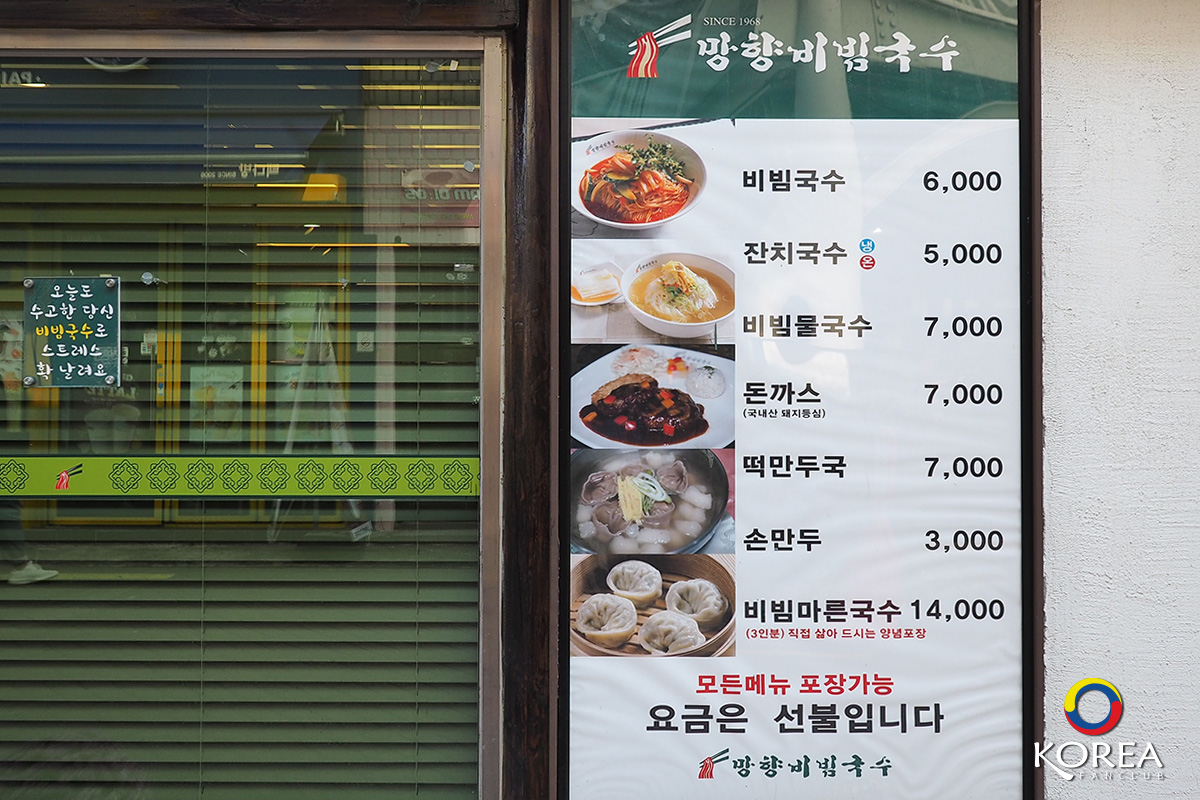 SINCE 1968
망향비빔국수
비빔국수 6,000
잔치국수 냉 온 5,000
비빔물국수 7,000
돈까스 7,000
(국내산 돼지등심)
떡만두국 7,000
손만두 3,000
비빔마른국수 14,000
(3인분) 직접 삶아 드시는 양념포장
모든메뉴 포장가능
요금은 선불입니다
망향비빔국수
오늘도
수고한 당신
비빔국수로
스트레스
확 날려요
KOREA
FANCLUB